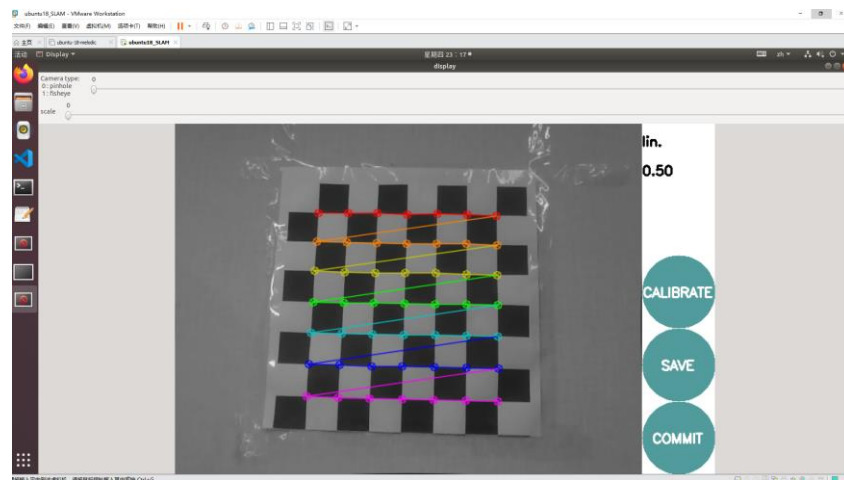 ubuntu18_SLAM - VMware Workstation
文件(F) 编辑(E) 查看(V) 虚拟机(M) 选项卡(T) 帮助(H)
主页 ubuntu-18-melodic ubuntu18_SLAM
活动 Display 星期四 23：17 zh
display
Camera type: 0
0: pinhole
1: fisheye
0
scale
lin.
0.50
CALIBRATE
SAVE
COMMIT